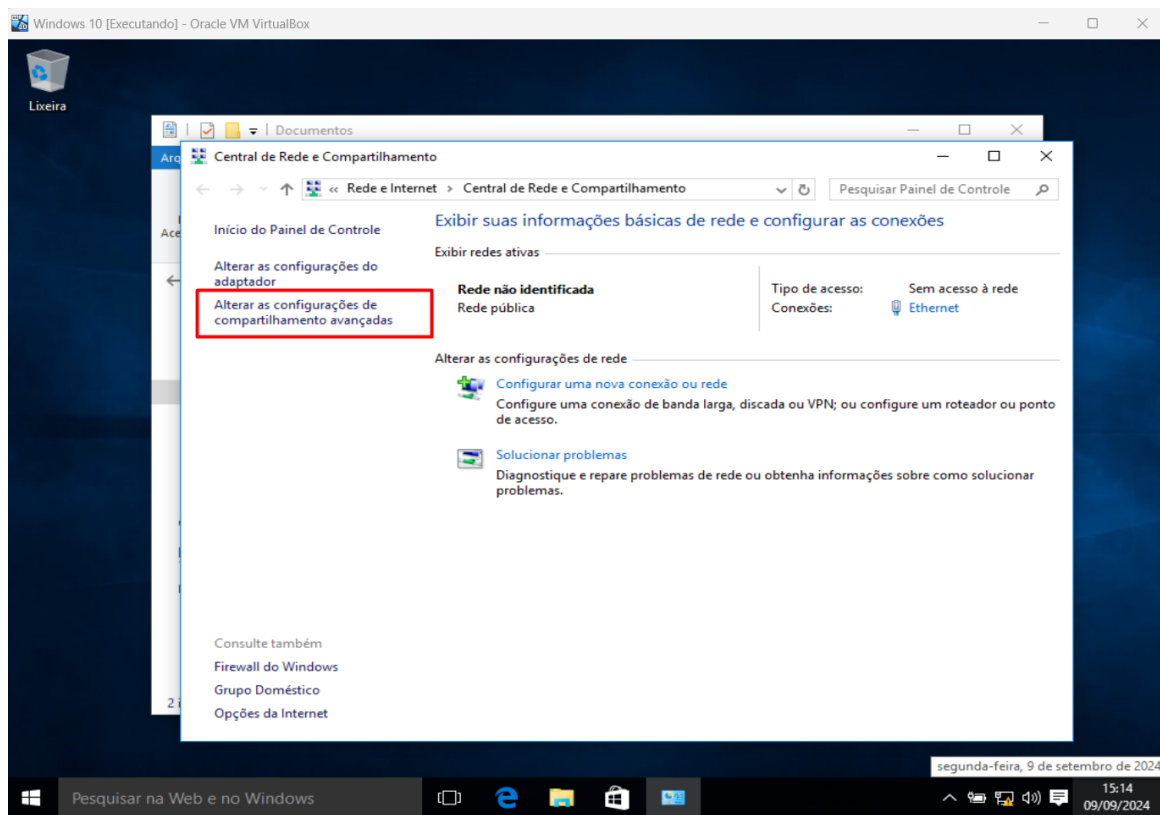 Windows 10 [Executando] - Oracle VM VirtualBox
Lixeira
Documentos
Arq
Central de Rede e Compartilhamento
« Rede e Internet > Central de Rede e Compartilhamento
Pesquisar Painel de Controle
Ace
Início do Painel de Controle
Alterar as configurações do
adaptador
Alterar as configurações de
compartilhamento avançadas
Exibir suas informações básicas de rede e configurar as conexões
Exibir redes ativas
Rede não identificada
Rede pública
Tipo de acesso: Sem acesso à rede
Conexões: Ethernet
Alterar as configurações de rede
Configurar uma nova conexão ou rede
Configure uma conexão de banda larga, discada ou VPN; ou configure um roteador ou ponto
de acesso.
Solucionar problemas
Diagnostique e repare problemas de rede ou obtenha informações sobre como solucionar
problemas.
Consulte também
Firewall do Windows
Grupo Doméstico
Opções da Internet
2 i
segunda-feira, 9 de setembro de 2024
Pesquisar na Web e no Windows
15:14
09/09/2024